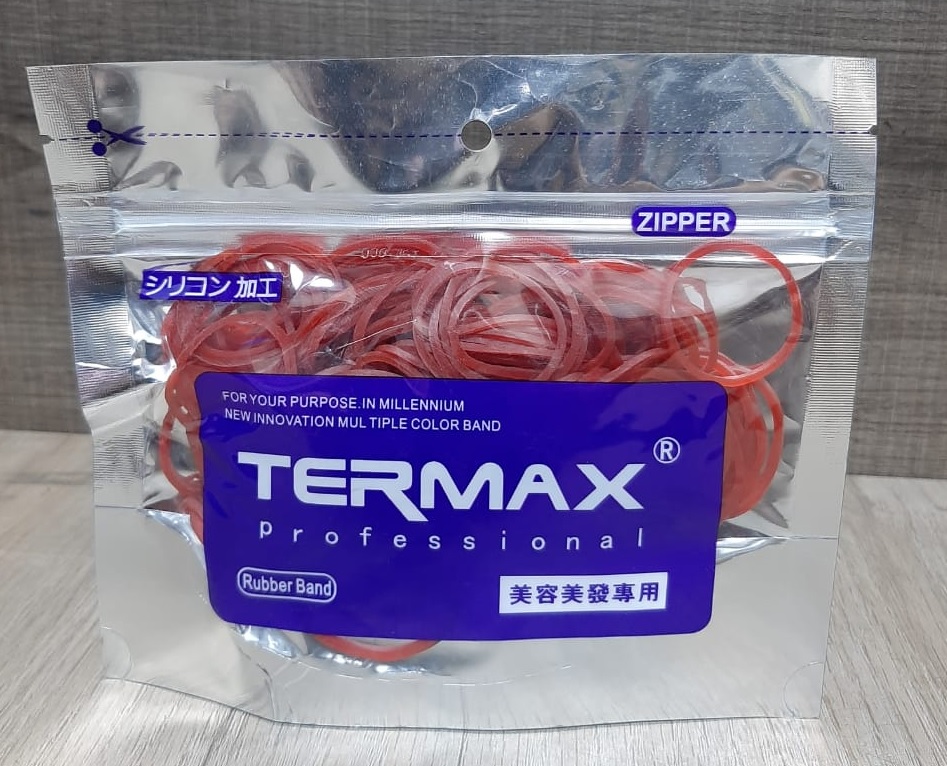 ZIPPER
シリコン 加工
FOR YOUR PURPOSE.IN MILLENNIUM
NEW INNOVATION MUL TIPLE COLOR BAND
TERMAX®
professional
Rubber Band
美容美發專用